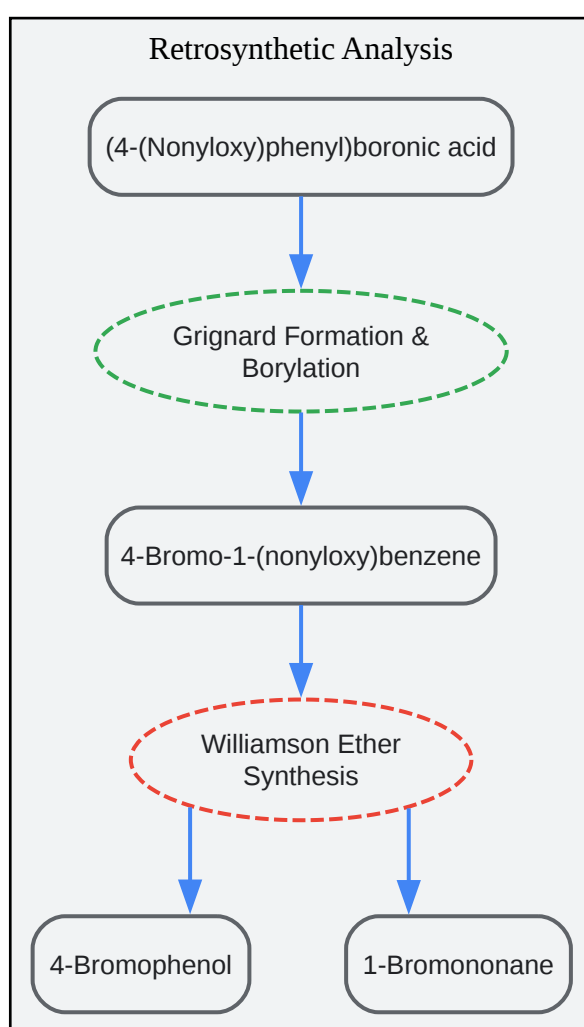 Retrosynthetic Analysis
(4-(Nonyloxy)phenyl)boronic acid
Grignard Formation &
Borylation
4-Bromo-1-(nonyloxy)benzene
Williamson Ether
Synthesis
4-Bromophenol
1-Bromononane